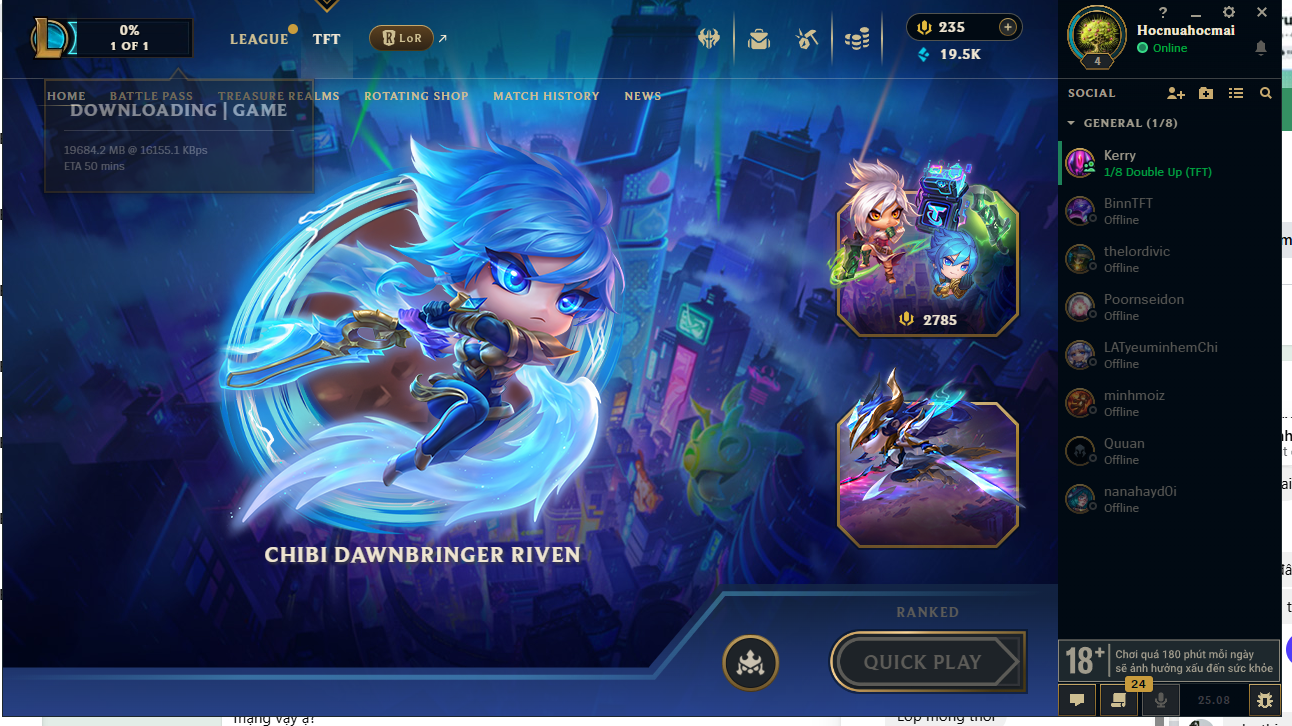 0%
1 OF 1
LEAGUE
TFT
LoR
235
19.5K
4
Hocnuahocmai
Online
HOME
BATTLE PASS
TREASURE REALMS
ROTATING SHOP
MATCH HISTORY
NEWS
DOWNLOADING | GAME
19684.2 MB @ 16155.1 KBps
ETA 50 mins
SOCIAL
GENERAL (1/8)
Kerry
1/8 Double Up (TFT)
BinnTFT
Offline
thelordivic
Offline
Poornseidon
Offline
LATyeuminhemChi
Offline
minhmoiz
Offline
Quuan
Offline
nanahayd0i
Offline
2785
CHIBI DAWNBRINGER RIVEN
RANKED
QUICK PLAY
18+
Chơi quá 180 phút mỗi ngày
sẽ ảnh hưởng xấu đến sức khỏe
24
25.08
mạng vậy ạ?